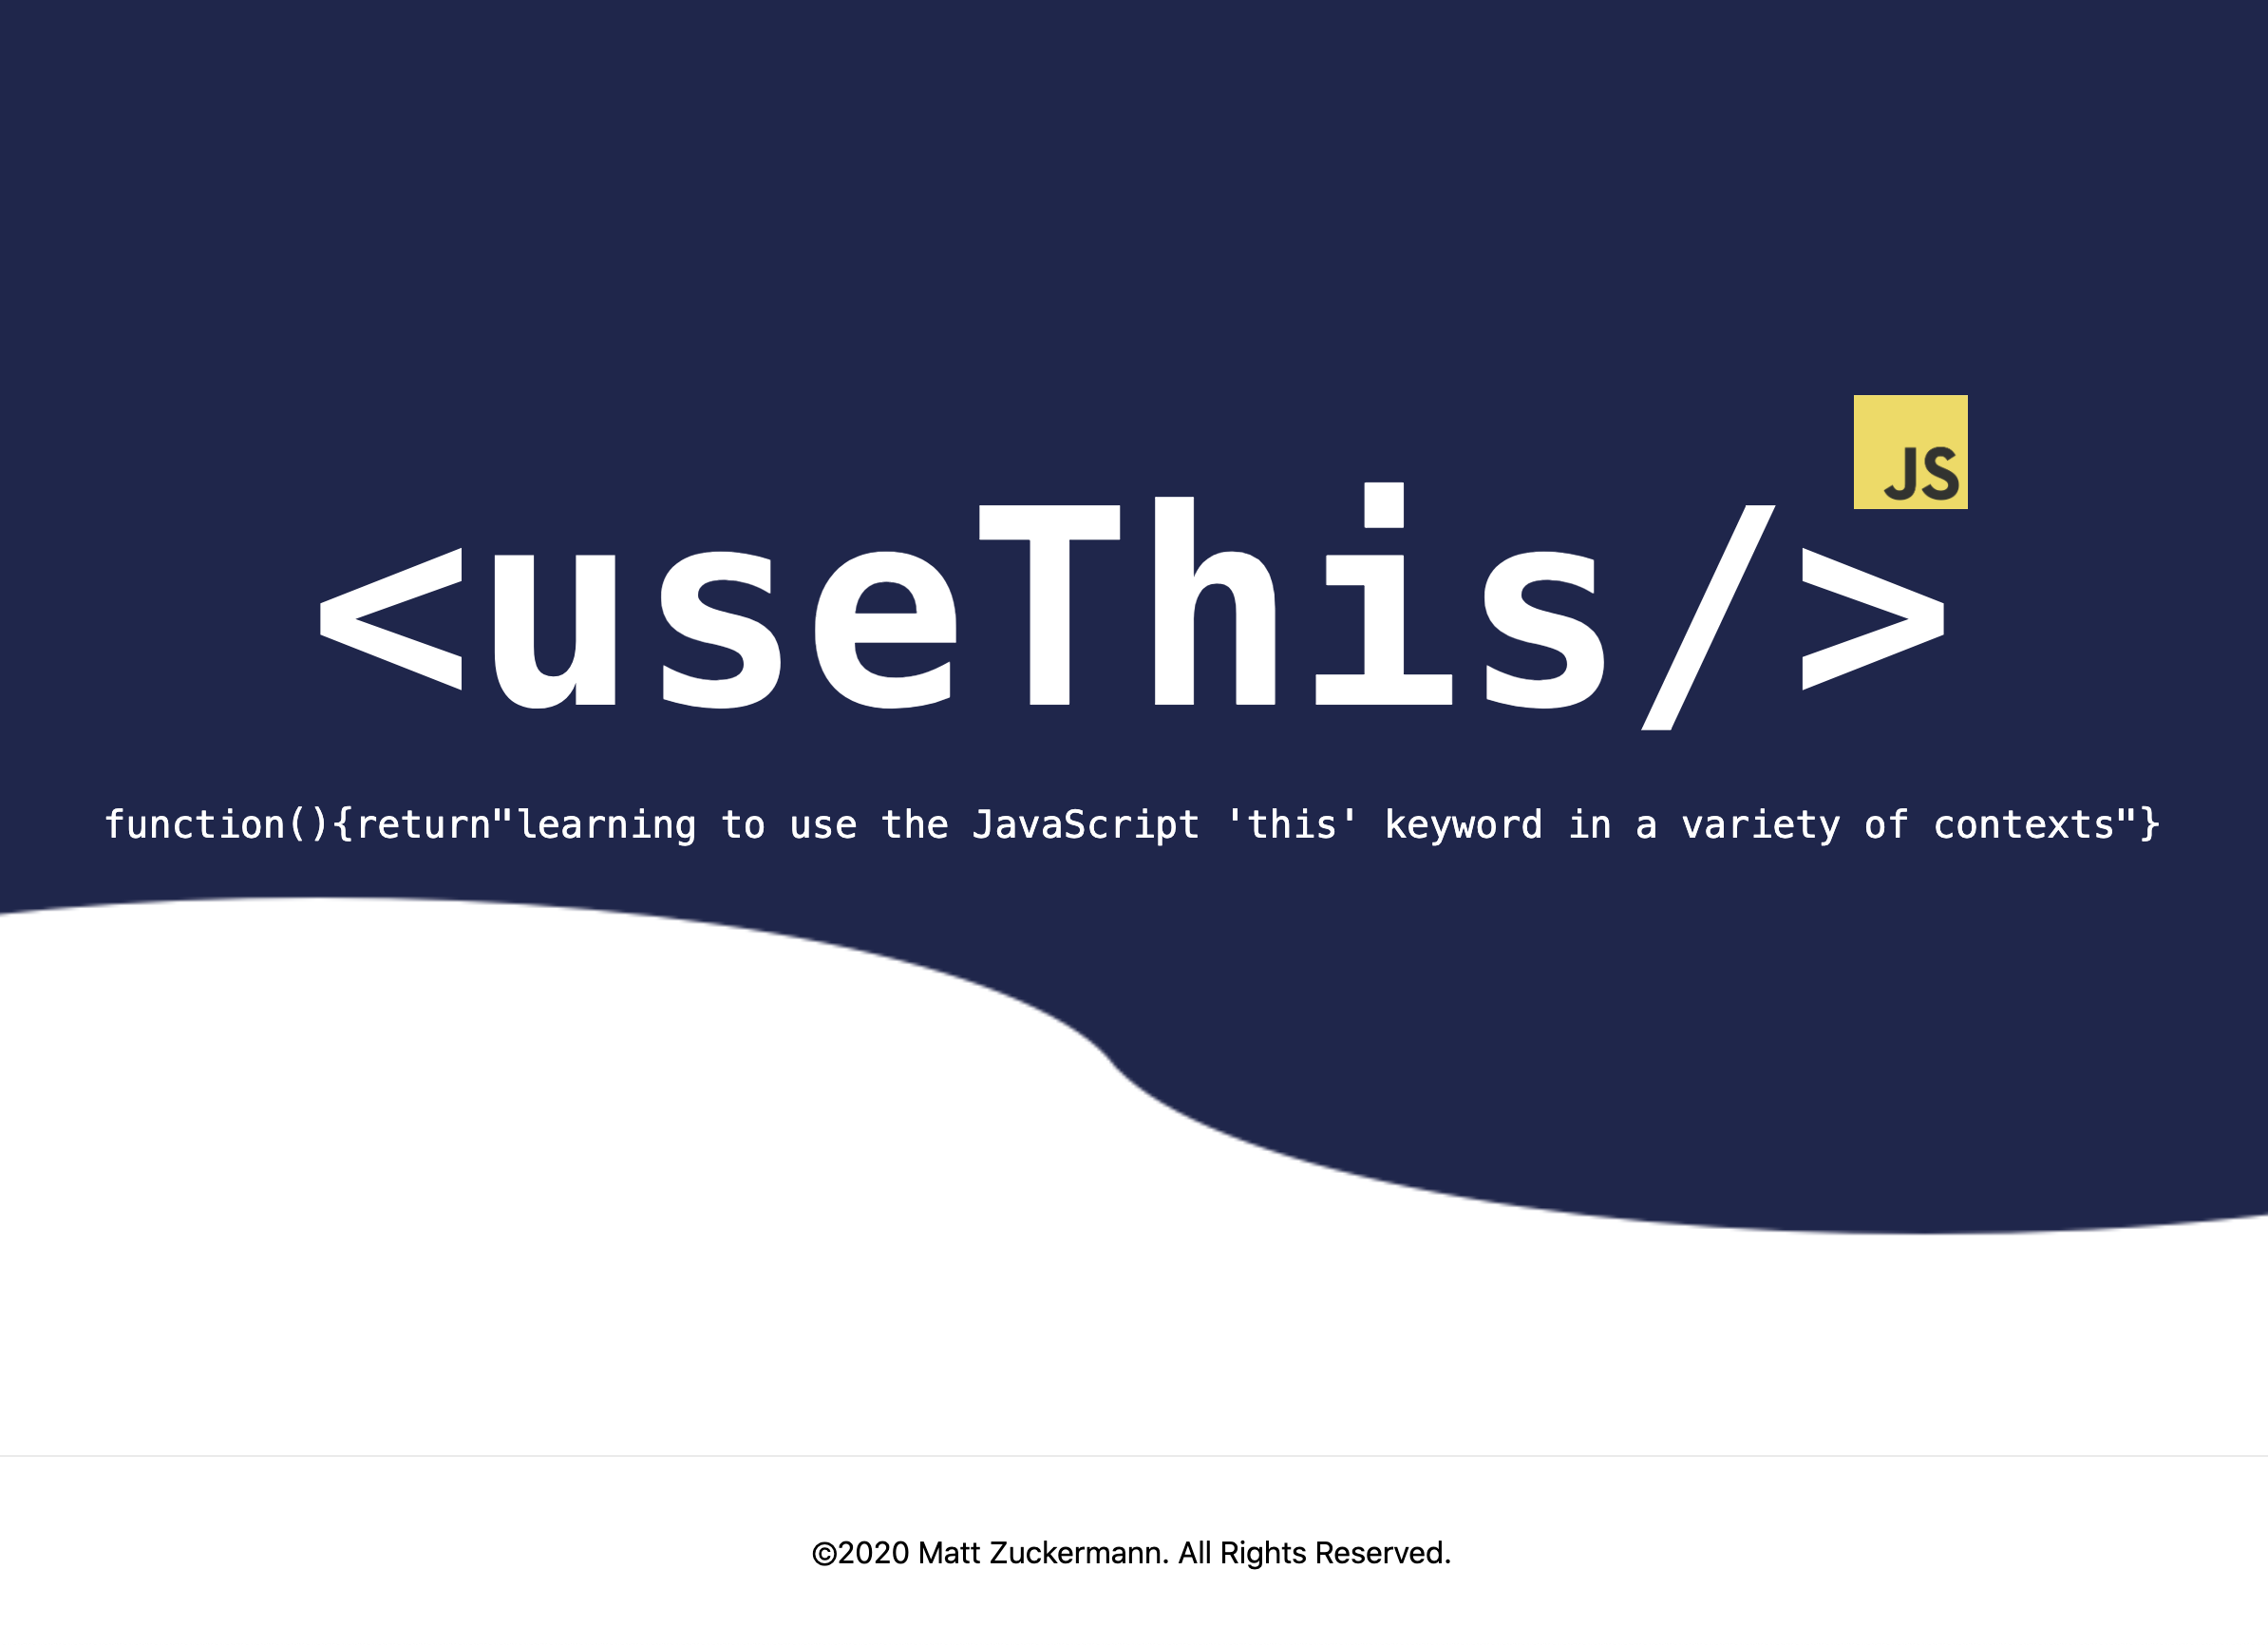 JS
<useThis/>
function(){return"learning to use the JavaScript 'this' keyword in a variety of contexts"}
©2020 Matt Zuckermann. All Rights Reserved.